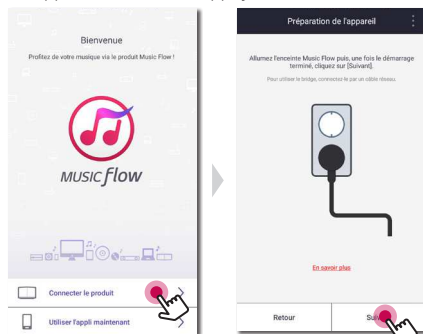 Bienvenue
Profitez de votre musique via le produit Music Flow !
MUSIC flow
Connecter le produit
Utiliser l'appli maintenant
Préparation de l'appareil
Allumez l'enceinte Music Flow puis, une fois le démarrage
terminé, cliquez sur [Suivant].
Pour utiliser le bridge, connectez-le par un câble réseau.
En savoir plus
Retour